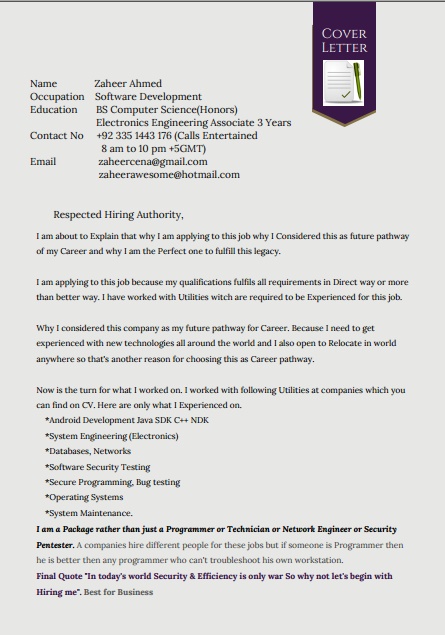 COVER
LETTER
Name Zaheer Ahmed
Occupation Software Development
Education BS Computer Science(Honors)
Electronics Engineering Associate 3 Years
Contact No +92 335 1443 176 (Calls Entertained
8 am to 10 pm +5GMT)
Email zaheercena@gmail.com
zaheerawesome@hotmail.com
Respected Hiring Authority,
I am about to Explain that why I am applying to this job why I Considered this as future pathway
of my Career and why I am the Perfect one to fulfill this legacy.
I am applying to this job because my qualifications fulfils all requirements in Direct way or more
than better way. I have worked with Utilities witch are required to be Experienced for this job.
Why I considered this company as my future pathway for Career. Because I need to get
experienced with new technologies all around the world and I also open to Relocate in world
anywhere so that's another reason for choosing this as Career pathway.
Now is the turn for what I worked on. I worked with following Utilities at companies which you
can find on CV. Here are only what I Experienced on.
*Android Development Java SDK C++ NDK
*System Engineering (Electronics)
*Databases, Networks
*Software Security Testing
*Secure Programming, Bug testing
*Operating Systems
*System Maintenance.
I am a Package rather than just a Programmer or Technician or Network Engineer or Security
Pentester. A companies hire different people for these jobs but if someone is Programmer then
he is better then any programmer who can't troubleshoot his own workstation.
Final Quote "In today's world Security & Efficiency is only war So why not let's begin with
Hiring me". Best for Business